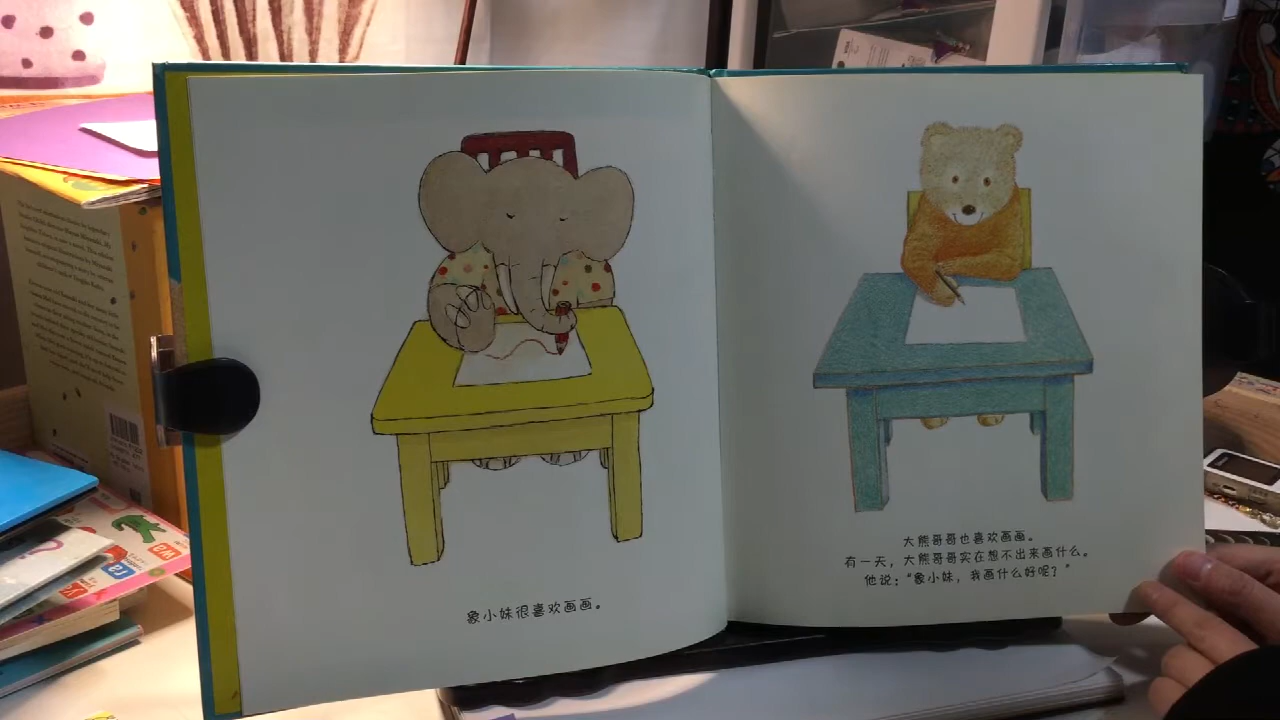 象小妹很喜欢画画。
大熊哥哥也喜欢画画。
有一天，大熊哥哥实在想不出来画什么。
他说：“象小妹，我画什么好呢？”